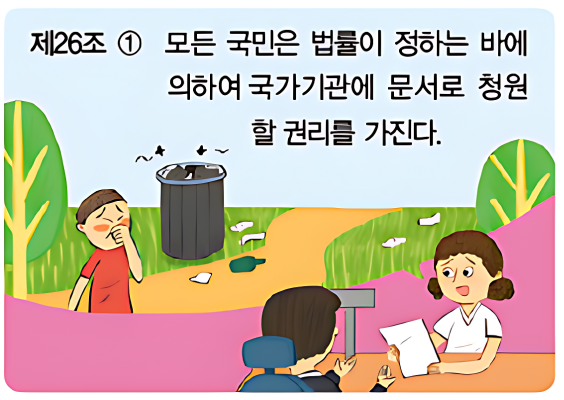 제26조 ① 모든 국민은 법률이 정하는 바에
의하여 국가기관에 문서로 청원
할 권리를 가진다.